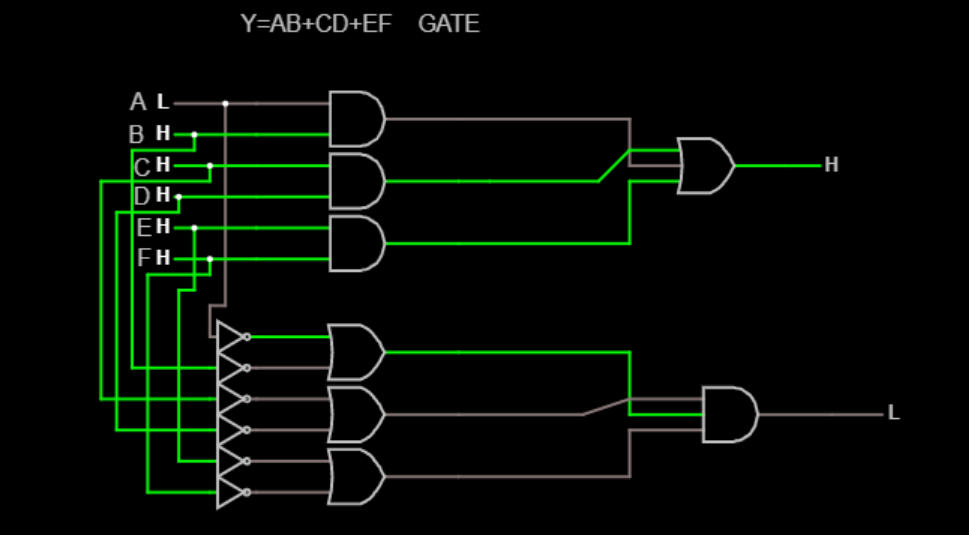 Y=AB+CD+EF GATE
A L
B H
C H
H
D H
E H
F H
L